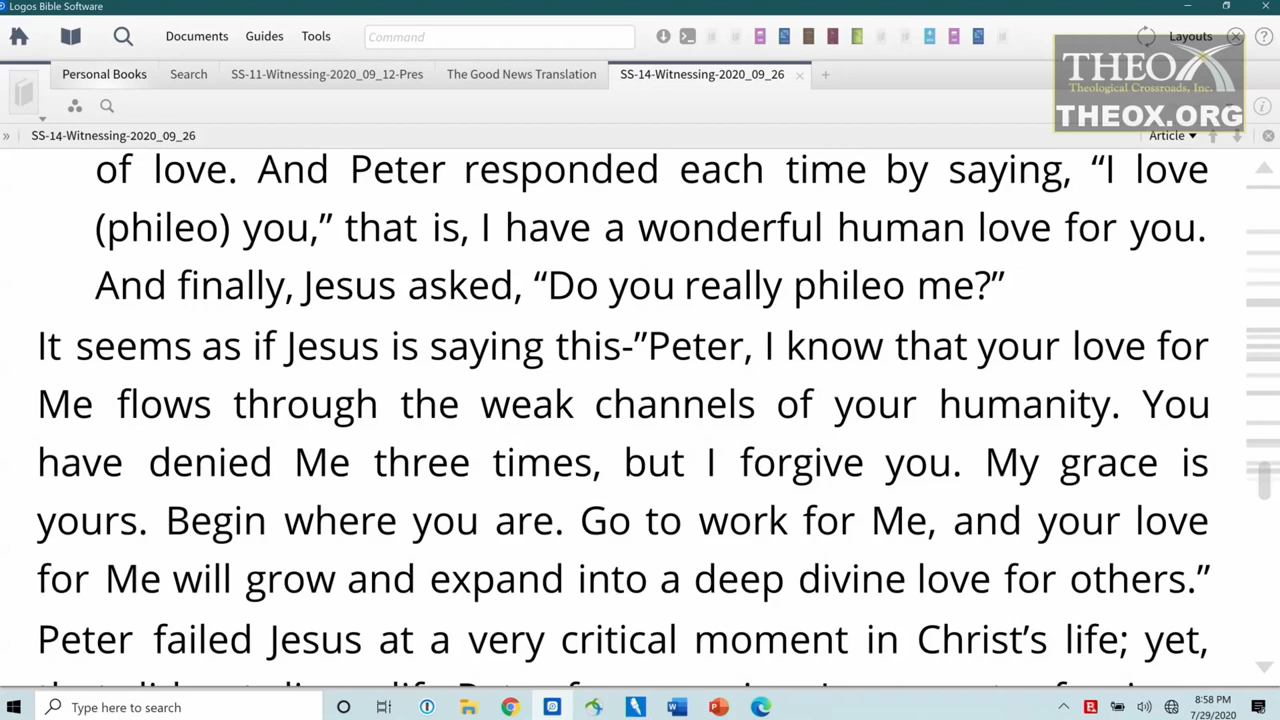 Logos Bible Software
Documents Guides Tools Command Layouts
Personal Books Search SS-11-Witnessing-2020_09_12-Pres The Good News Translation SS-14-Witnessing-2020_09_26
THEOX
Theological Crossroads, Inc.
THEOX.ORG
SS-14-Witnessing-2020_09_26 Article
of love. And Peter responded each time by saying, “I love
(phileo) you,” that is, I have a wonderful human love for you.
And finally, Jesus asked, “Do you really phileo me?”
It seems as if Jesus is saying this-”Peter, I know that your love for
Me flows through the weak channels of your humanity. You
have denied Me three times, but I forgive you. My grace is
yours. Begin where you are. Go to work for Me, and your love
for Me will grow and expand into a deep divine love for others.”
Peter failed Jesus at a very critical moment in Christ’s life; yet,
Type here to search
8:58 PM
7/29/2020